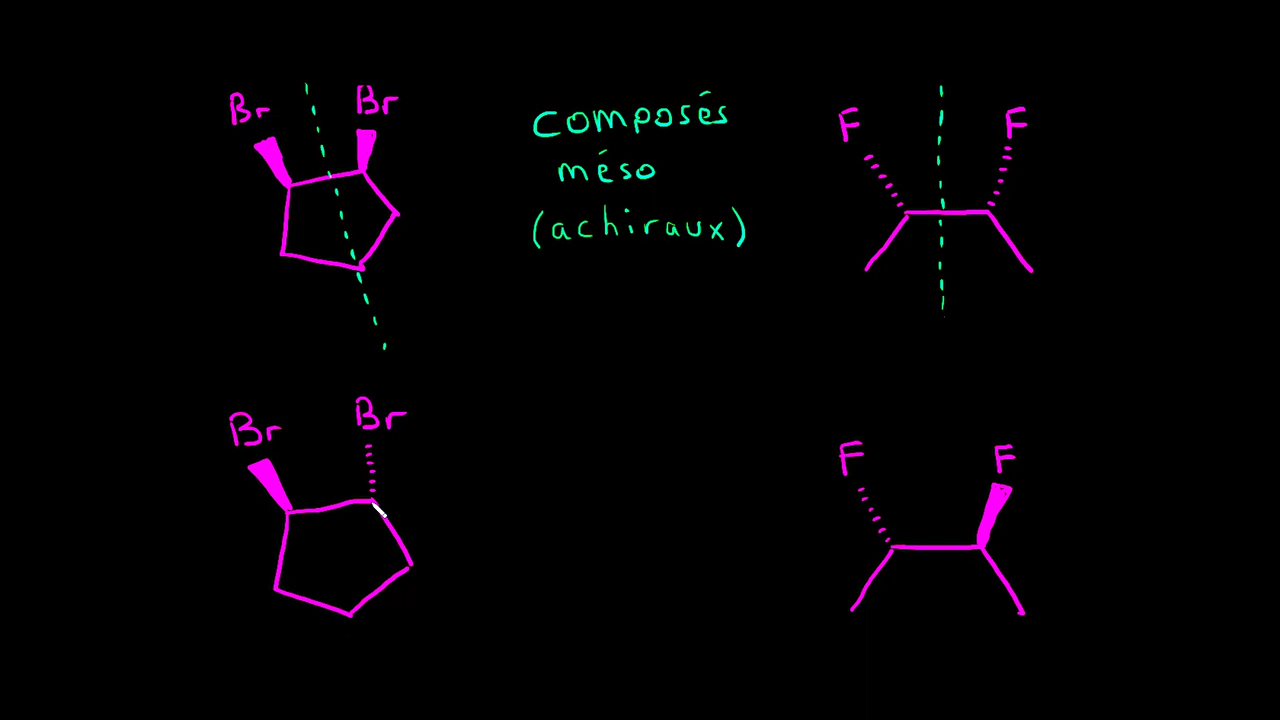 Br Br
composés
méso
(achiraux)
F F
Br Br
F F